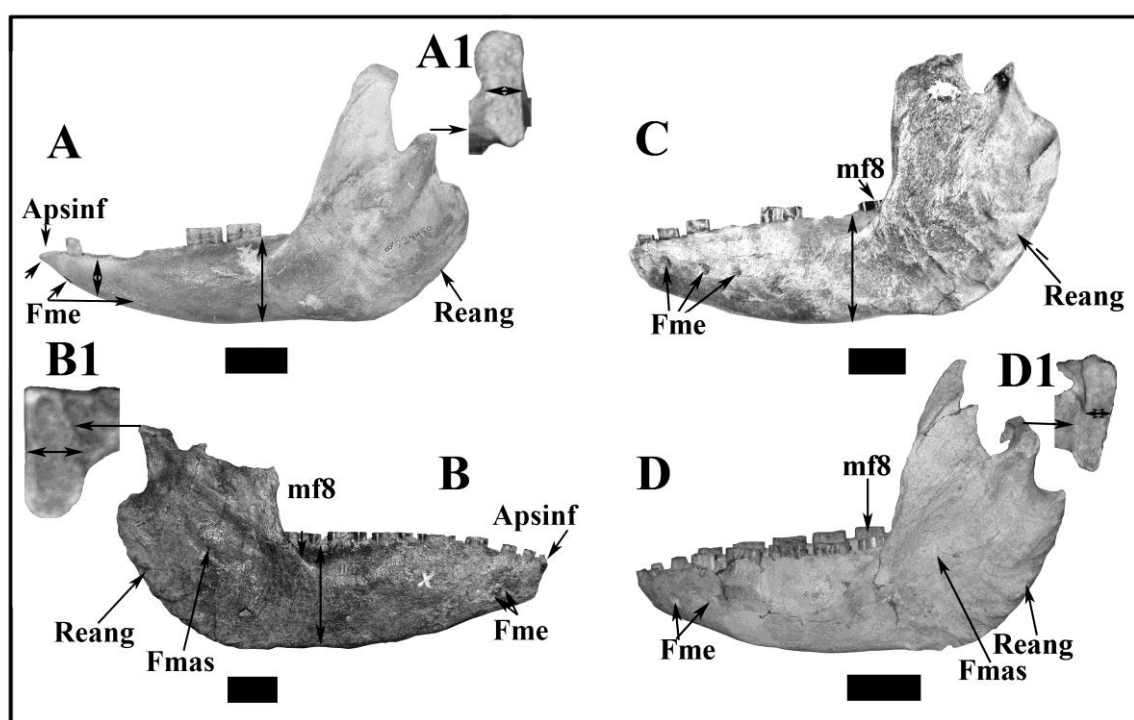 A
A1
Apsinf
Fme
Reang
C
mf8
Fme
Reang
B1
mf8
B
Apsinf
Reang
Fmas
Fme
D1
mf8
D
Fme
Reang
Fmas